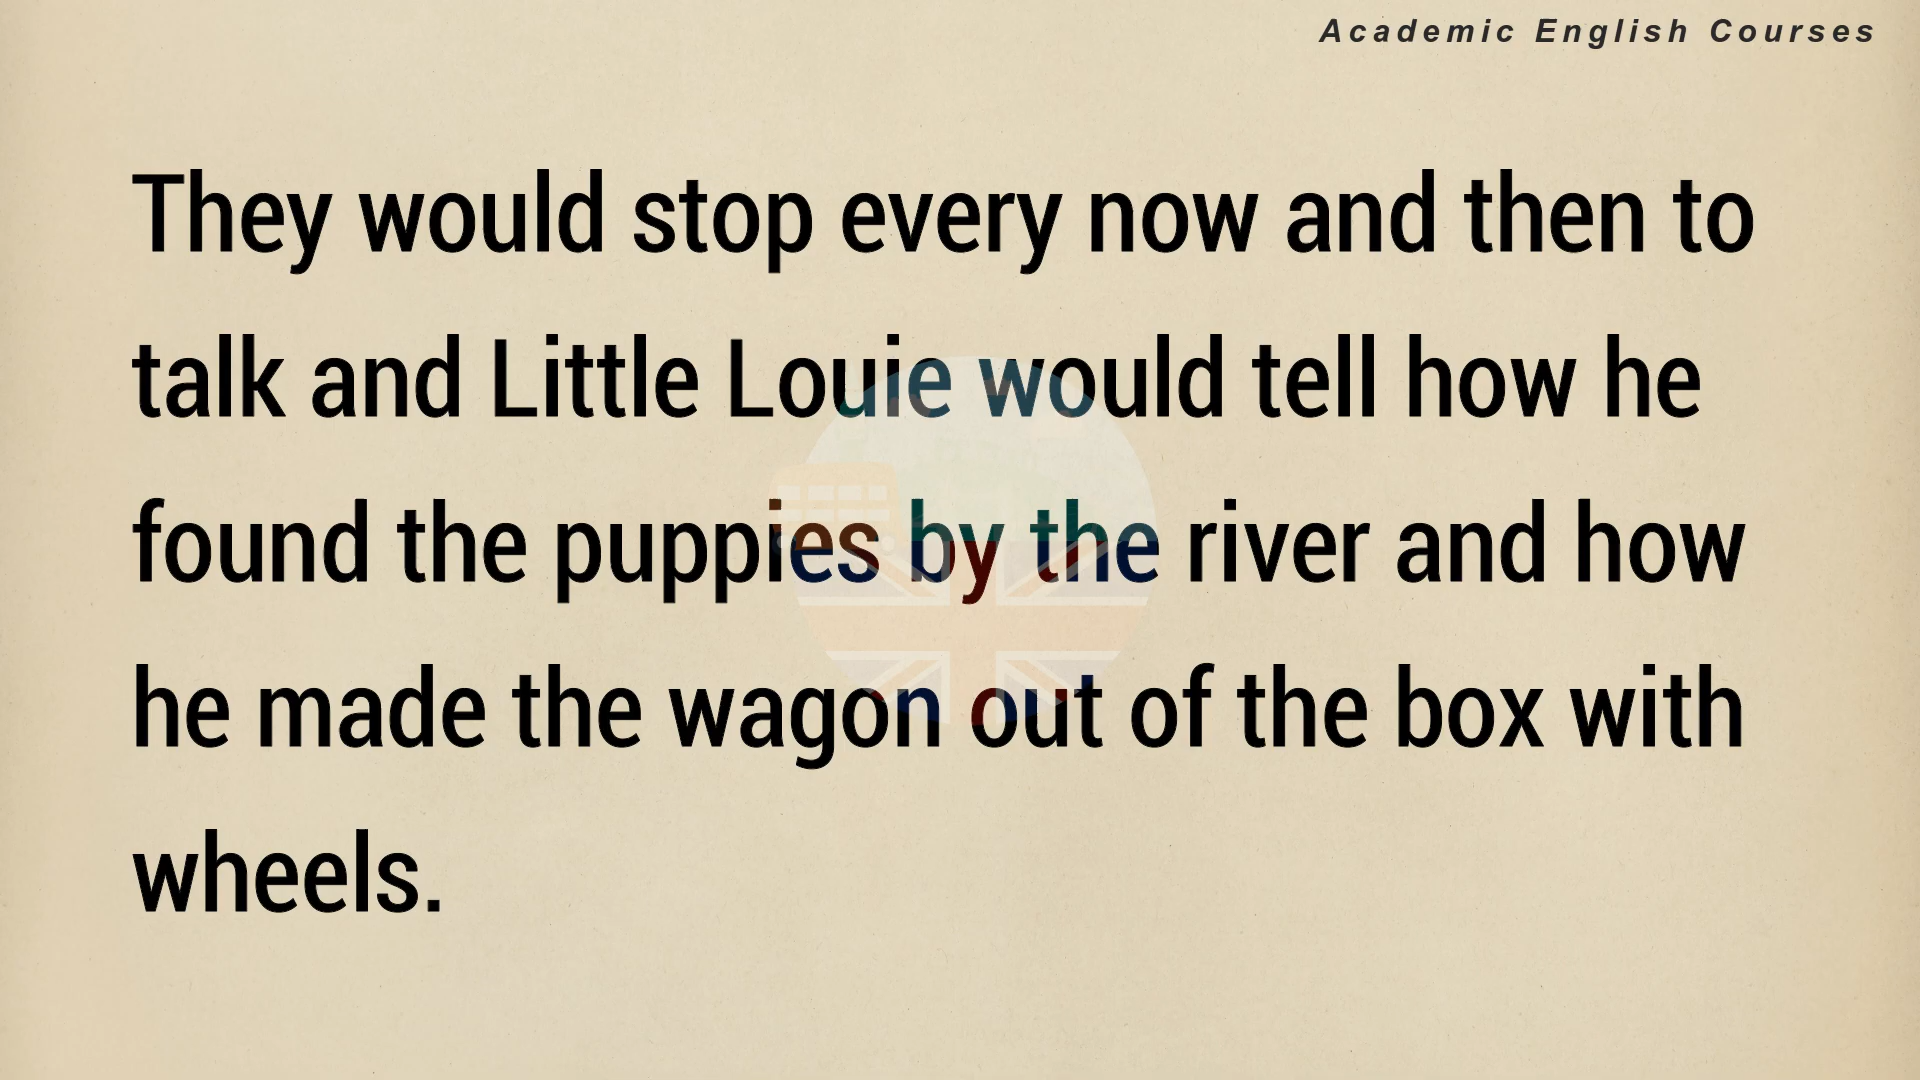 Academic English Courses
They would stop every now and then to
talk and Little Louie would tell how he
found the puppies by the river and how
he made the wagon out of the box with
wheels.